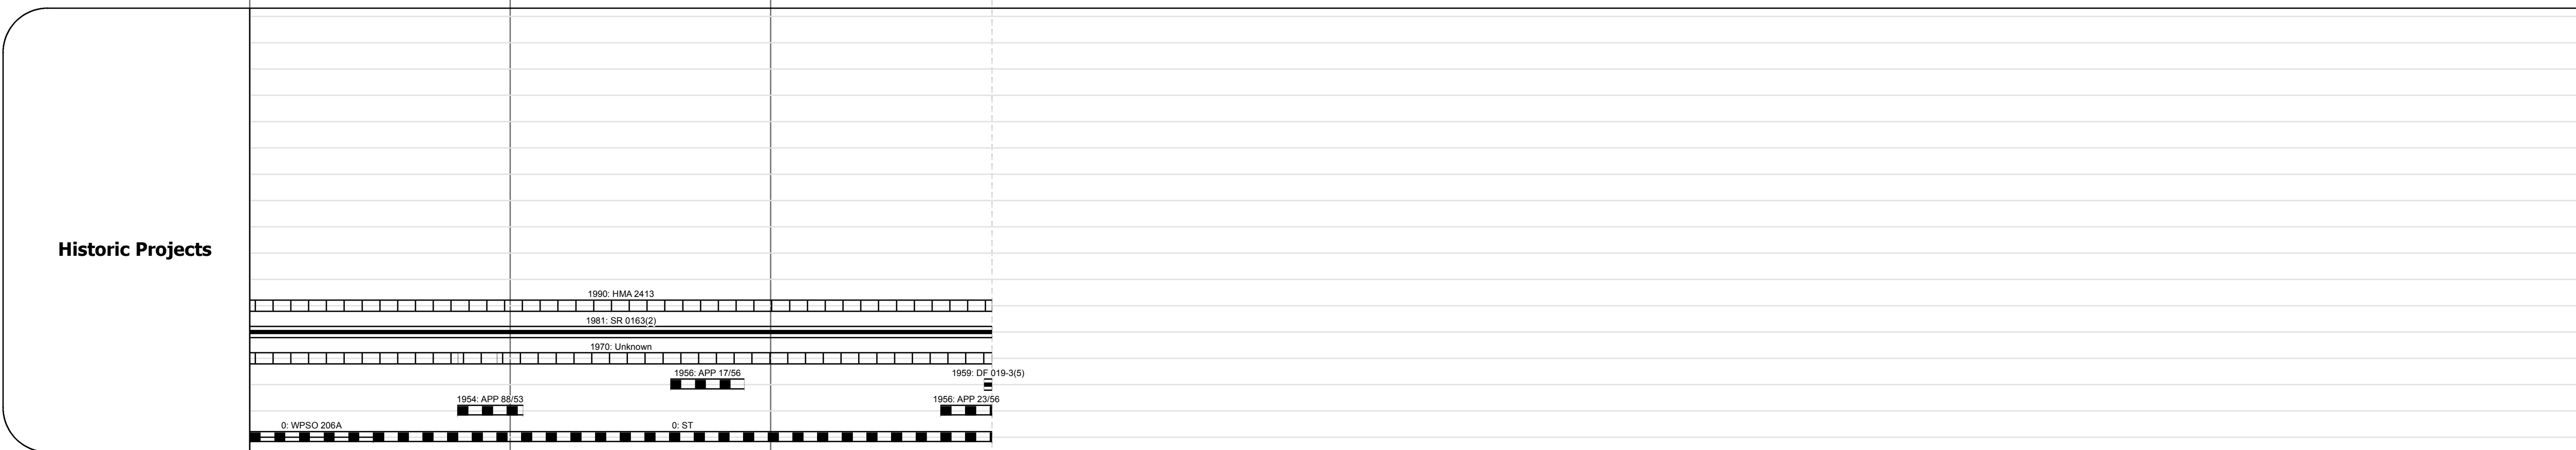 Historic Projects
1990: HMA 2413
1981: SR 0163(2)
1970: Unknown
1956: APP 17/56
1959: DF 019-3(5)
1954: APP 88/53
1956: APP 23/56
0: WPSO 206A
0: ST